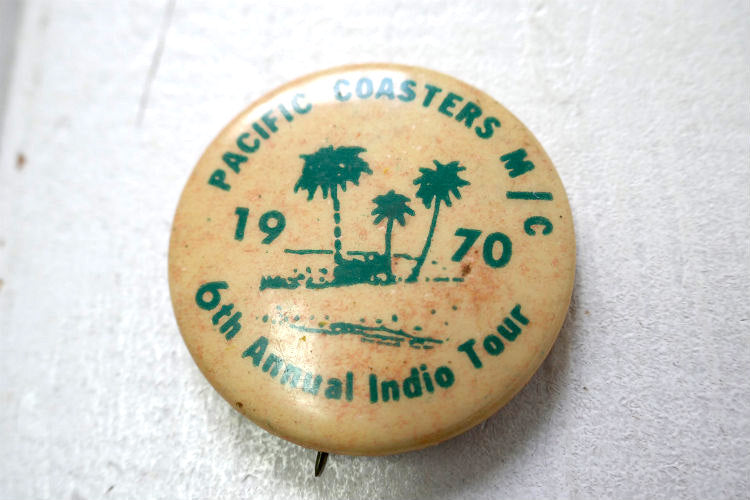 PACIFIC COASTERS M/C
19 70
6th Annual Indio Tour